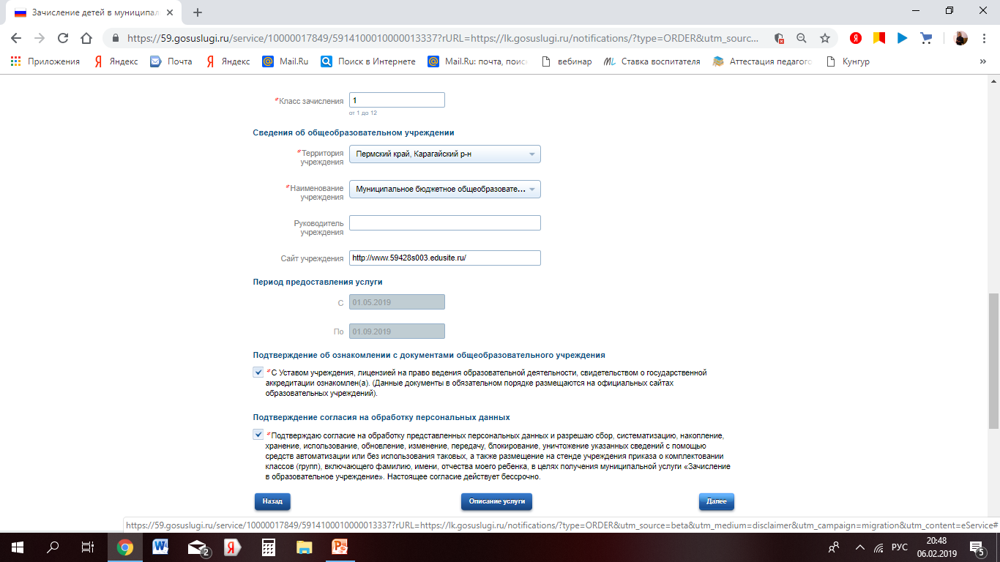 Зачисление детей в муниципал
https://59.gosuslugi.ru/service/10000017849/5914100010000013337?rURL=https://lk.gosuslugi.ru/notifications/?type=ORDER&utm_sourc...
Приложения Яндекс Почта Яндекс Mail.Ru Поиск в Интернете Mail.Ru: почта, поиск вебинар Ставка воспитателя Аттестация педагого Кунгур »
*Класс зачисления 1
от 1 до 12
Сведения об общеобразовательном учреждении
*Территория
учреждения
Пермский край, Карагайский р-н
*Наименование
учреждения
Муниципальное бюджетное общеобразовате...
Руководитель
учреждения
Сайт учреждения http://www.59428s003.edusite.ru/
Период предоставления услуги
С 01.05.2019
По 01.09.2019
Подтверждение об ознакомлении с документами общеобразовательного учреждения
*С Уставом учреждения, лицензией на право ведения образовательной деятельности, свидетельством о государственной
аккредитации ознакомлен(а). (Данные документы в обязательном порядке размещаются на официальных сайтах
образовательных учреждений).
Подтверждение согласия на обработку персональных данных
*Подтверждаю согласие на обработку представленных персональных данных и разрешаю сбор, систематизацию, накопление,
хранение, использование, обновление, изменение, передачу, блокирование, уничтожение указанных сведений с помощью
средств автоматизации или без использования таковых, а также размещение на стенде учреждения приказа о комплектовании
классов (групп), включающего фамилию, имени, отчества моего ребенка, в целях получения муниципальной услуги «Зачисление
в образовательное учреждение». Настоящее согласие действует бессрочно.
Назад Описание услуги Далее
https://59.gosuslugi.ru/service/10000017849/5914100010000013337?rURL=https://lk.gosuslugi.ru/notifications/?type=ORDER&utm_source=beta&utm_medium=disclaimer&utm_campaign=migration&utm_content=eService#
2
РУС
20:48
06.02.2019
5